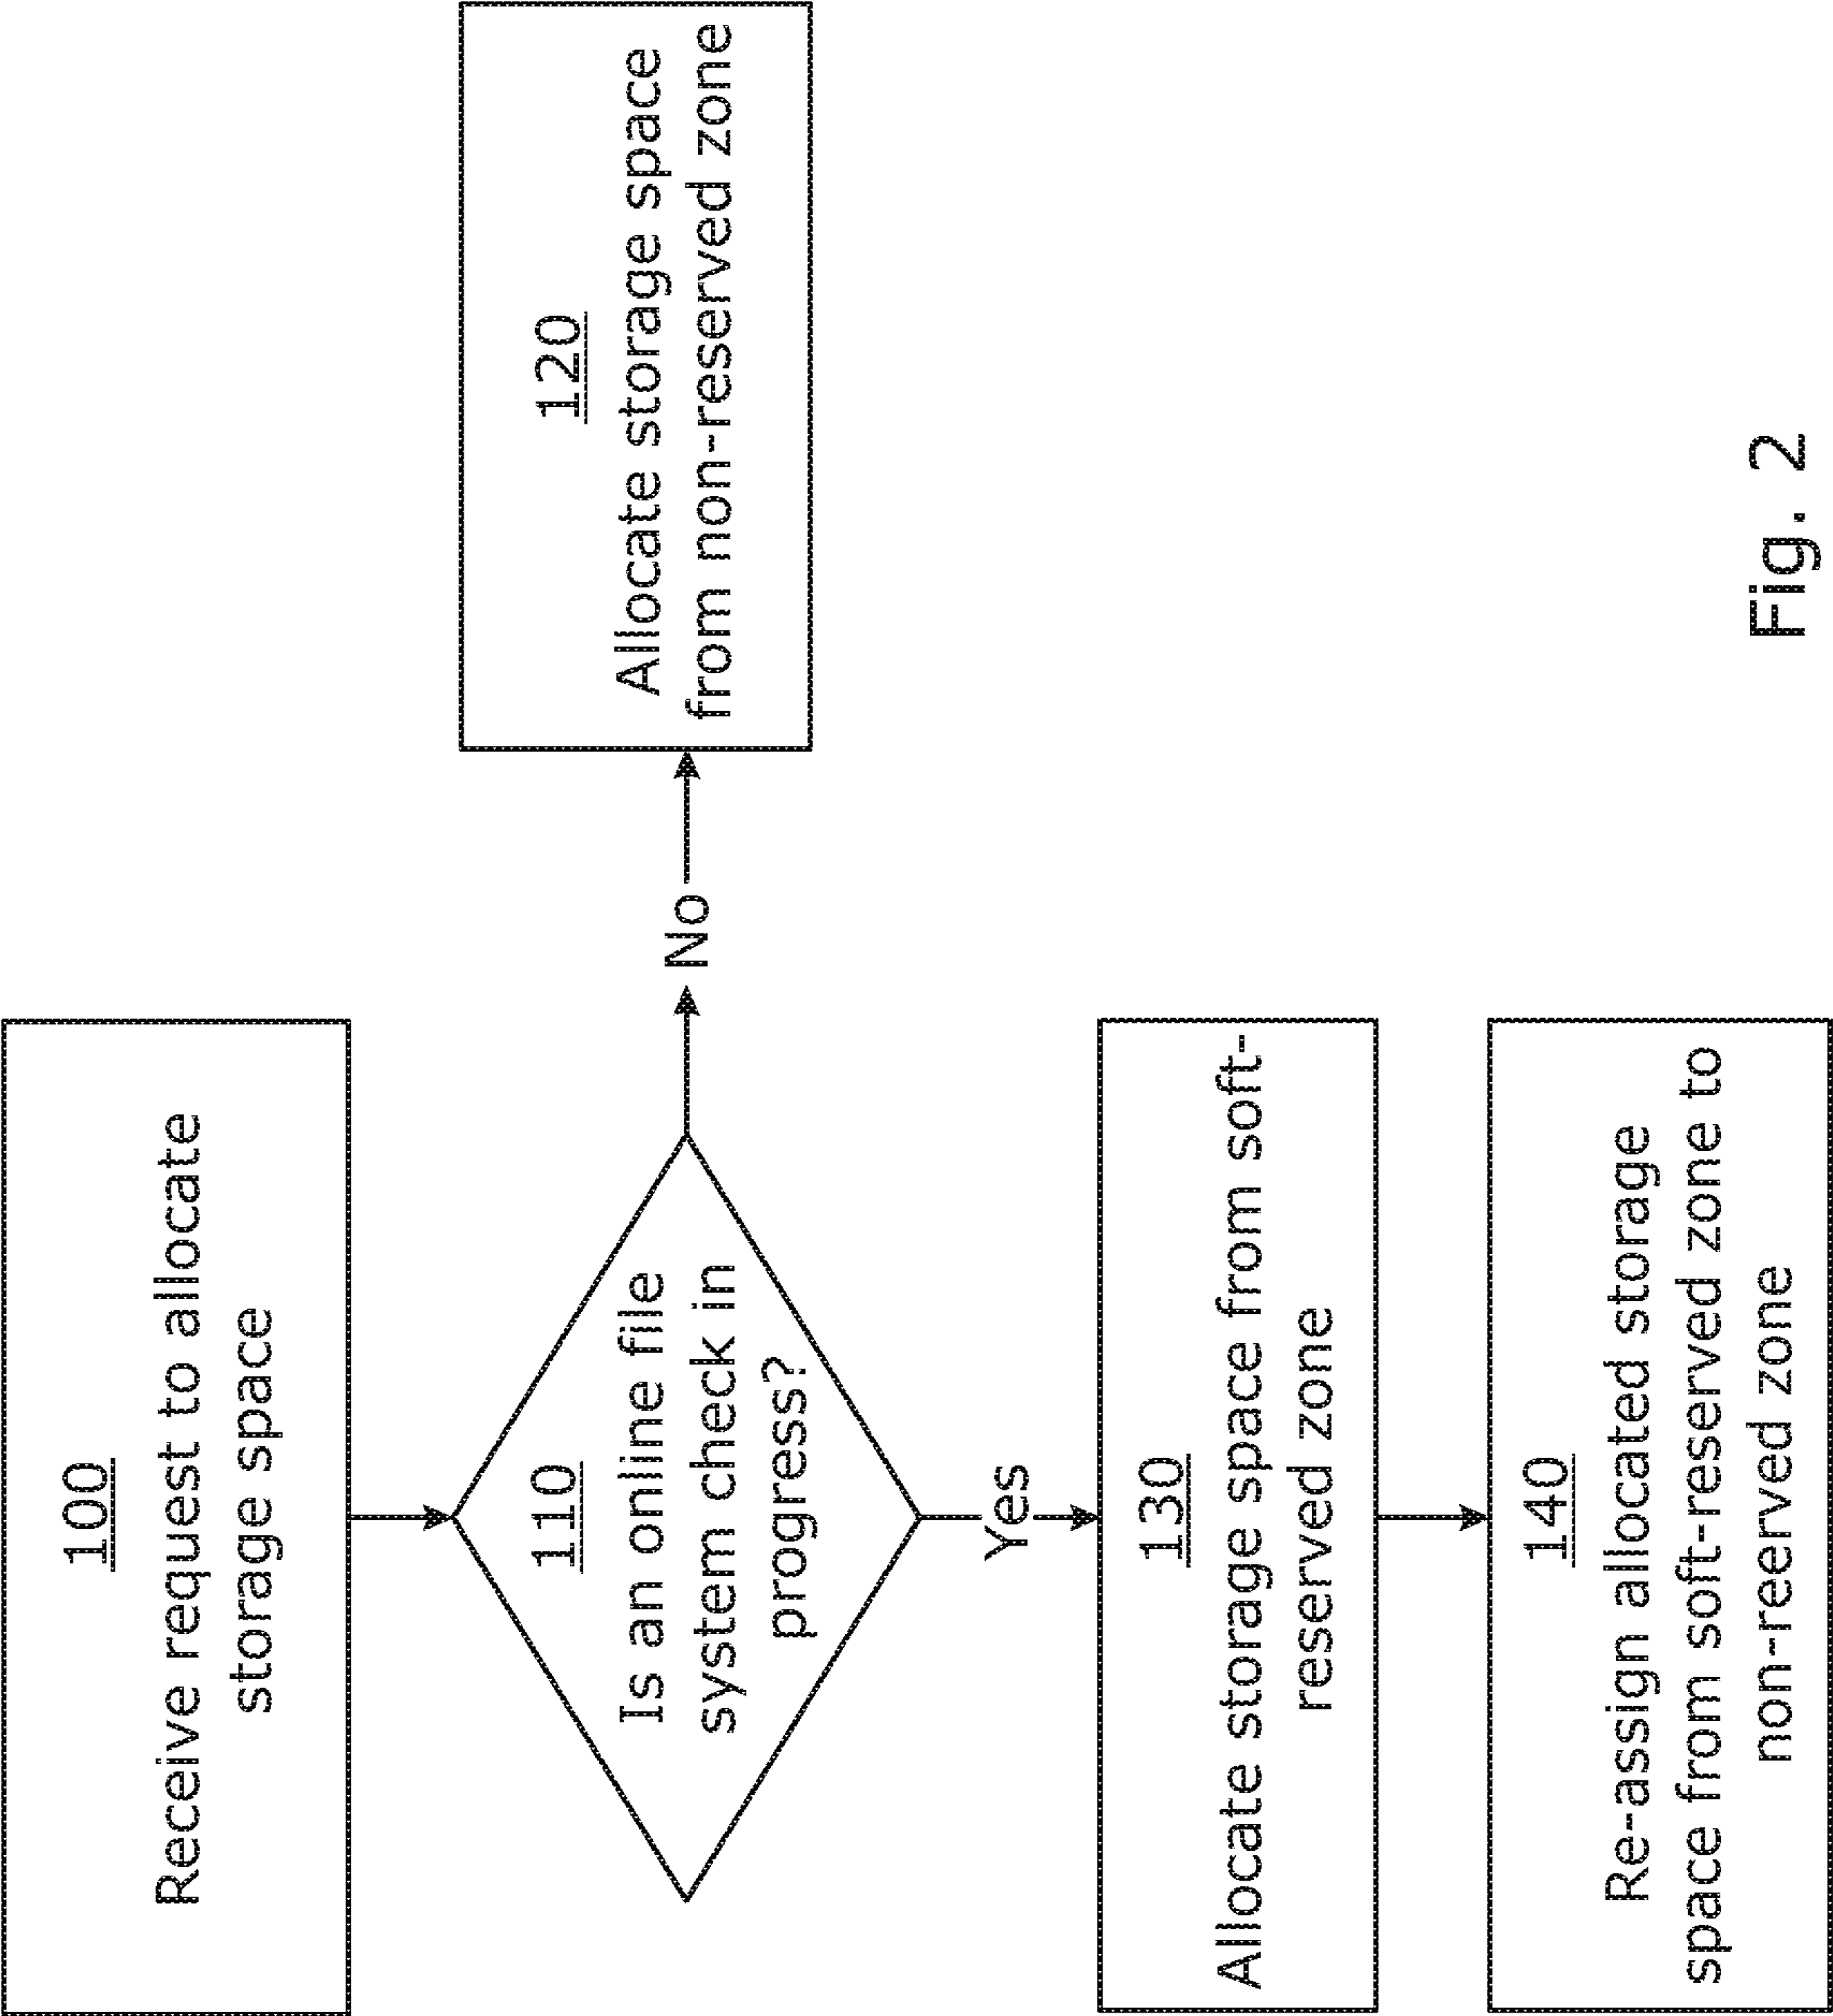 100
Receive request to allocate
storage space
110
Is an online file
system check in
progress?
No
120
Allocate storage space
from non-reserved zone
Yes
130
Allocate storage space from soft-
reserved zone
140
Re-assign allocated storage
space from soft-reserved zone to
non-reerved zone
Fig. 2